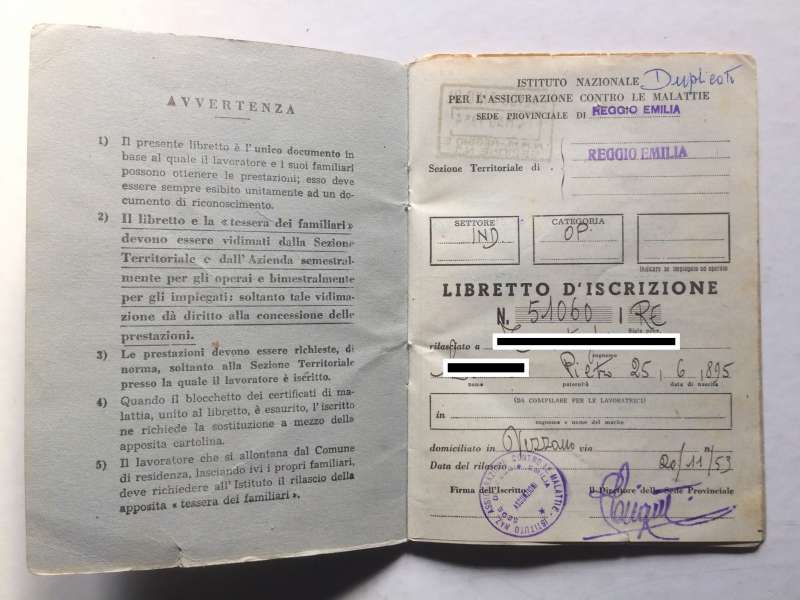 AVVERTENZA
1) Il presente libretto è l'unico documento in
base al quale il lavoratore e i suoi familiari
possono ottenere le prestazioni; esso deve
essere sempre esibito unitamente ad un do-
cumento di riconoscimento.
2) Il libretto e la « tessera dei familiari »
devono essere vidimati dalla Sezione
Territoriale e dall'Azienda semestral-
mente per gli operai e bimestralmente
per gli impiegati: soltanto tale vidima-
zione dà diritto alla concessione delle
prestazioni.
3) Le prestazioni devono essere richieste, di
norma, soltanto alla Sezione Territoriale
presso la quale il lavoratore è iscritto.
4) Quando il blocchetto dei certificati di ma-
lattia, unito al libretto, è esaurito, l'iscritto
ne richiede la sostituzione a mezzo della
apposita cartolina.
5) Il lavoratore che si allontana dal Comune
di residenza, lasciando ivi i propri familiari,
deve richiedere all'Istituto il rilascio della
apposita « tessera dei familiari ».
ISTITUTO NAZIONALE Duplicato
PER L'ASSICURAZIONE CONTRO LE MALATTIE
SEDE PROVINCIALE DI REGGIO EMILIA
Sezione Territoriale di REGGIO EMILIA
SETTORE CATEGORIA
IND OP.
Indicare se impiegato od operaio
LIBRETTO D'ISCRIZIONE
N. 51060 RE
rilasciato a
cognome
Pietro 25, 6, 895
nome paternità data di nascita
(DA COMPILARE PER LE LAVORATRICI)
in
cognome e nome del marito
domiciliato in via n°
Data del rilascio 20/11/53
Firma dell'Iscritto Il Direttore della Sede Provinciale